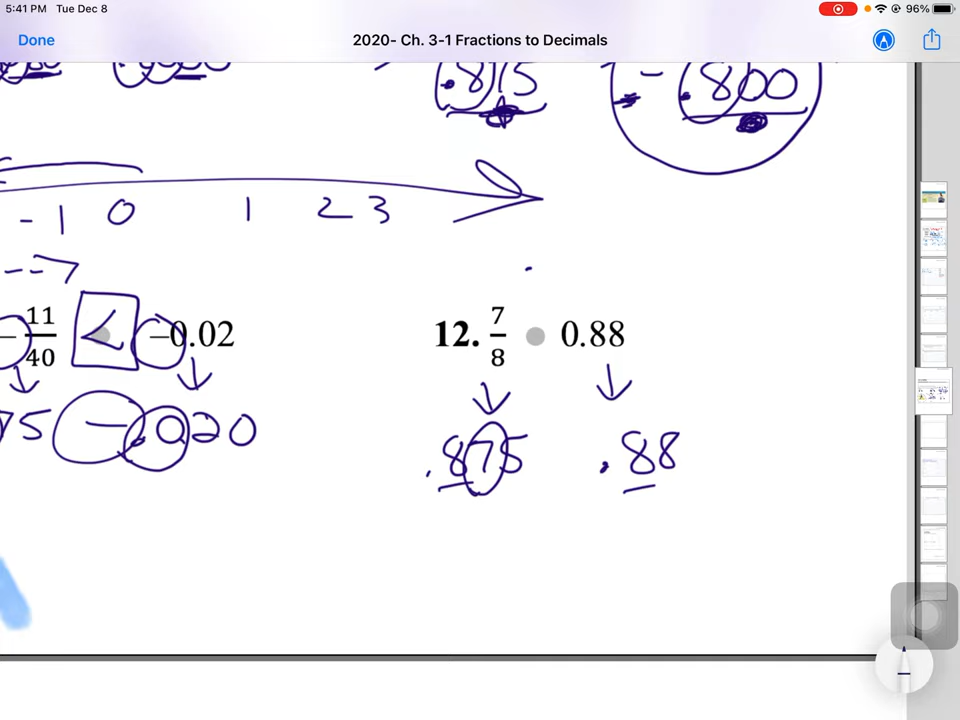 5:41 PM Tue Dec 8
96%
Done
2020- Ch. 3-1 Fractions to Decimals
.875
- .800
- 1 0 1 2 3
11
40
<
-0.02
75 - .020
12. 7/8 0.88
.875 .88